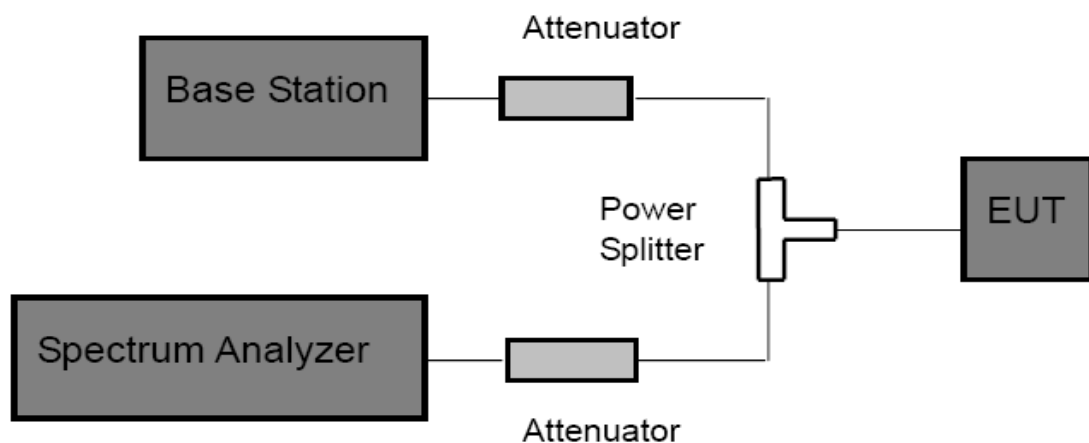 Attenuator
Base Station
Power
Splitter
EUT
Spectrum Analyzer
Attenuator